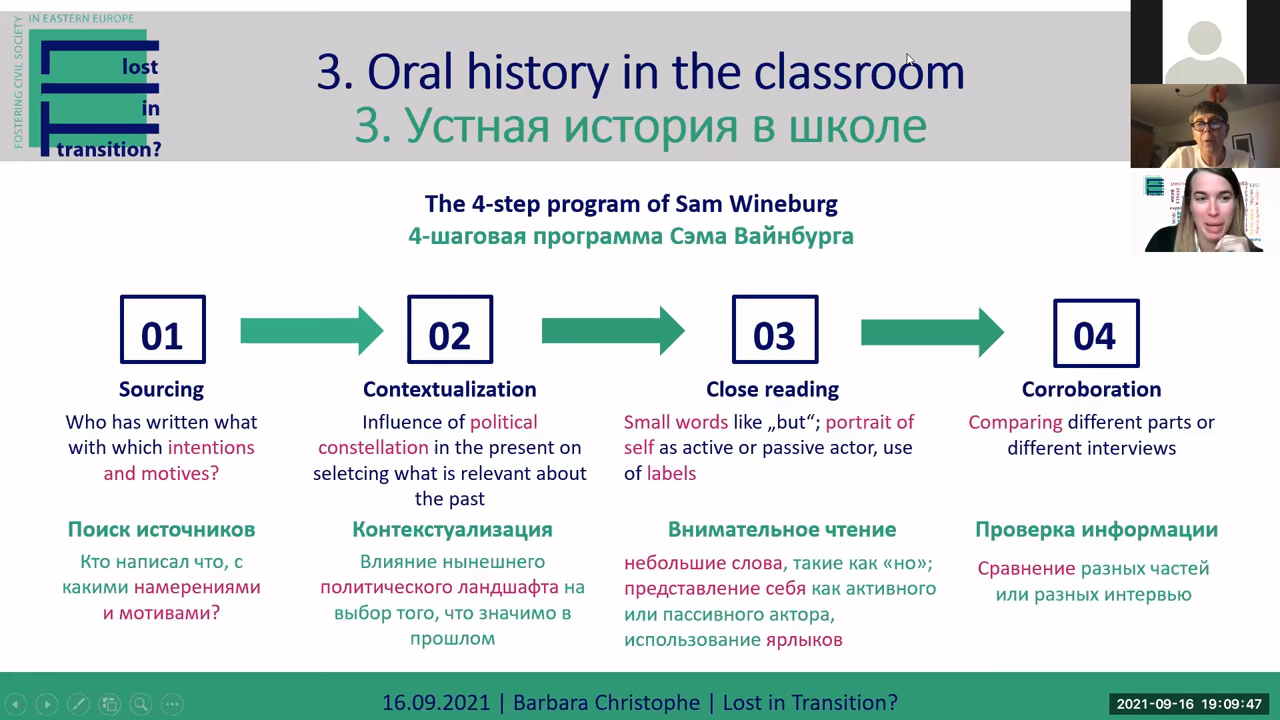 IN EASTERN EUROPE
FOSTERING CIVIL SOCIETY
lost
in
transition?
3. Oral history in the classroom
3. Устная история в школе
The 4-step program of Sam Wineburg
4-шаговая программа Сэма Вайнбурга
01
02
03
04
Sourcing
Who has written what
with which intentions
and motives?
Contextualization
Influence of political
constellation in the present on
seletcing what is relevant about
the past
Close reading
Small words like „but“; portrait of
self as active or passive actor, use
of labels
Corroboration
Comparing different parts or
different interviews
Поиск источников
Кто написал что, с
какими намерениями
и мотивами?
Контекстуализация
Влияние нынешнего
политического ландшафта на
выбор того, что значимо в
прошлом
Внимательное чтение
небольшие слова, такие как «но»;
представление себя как активного
или пассивного актора,
использование ярлыков
Проверка информации
Сравнение разных частей
или разных интервью
16.09.2021 | Barbara Christophe | Lost in Transition?
2021-09-16 19:09:47